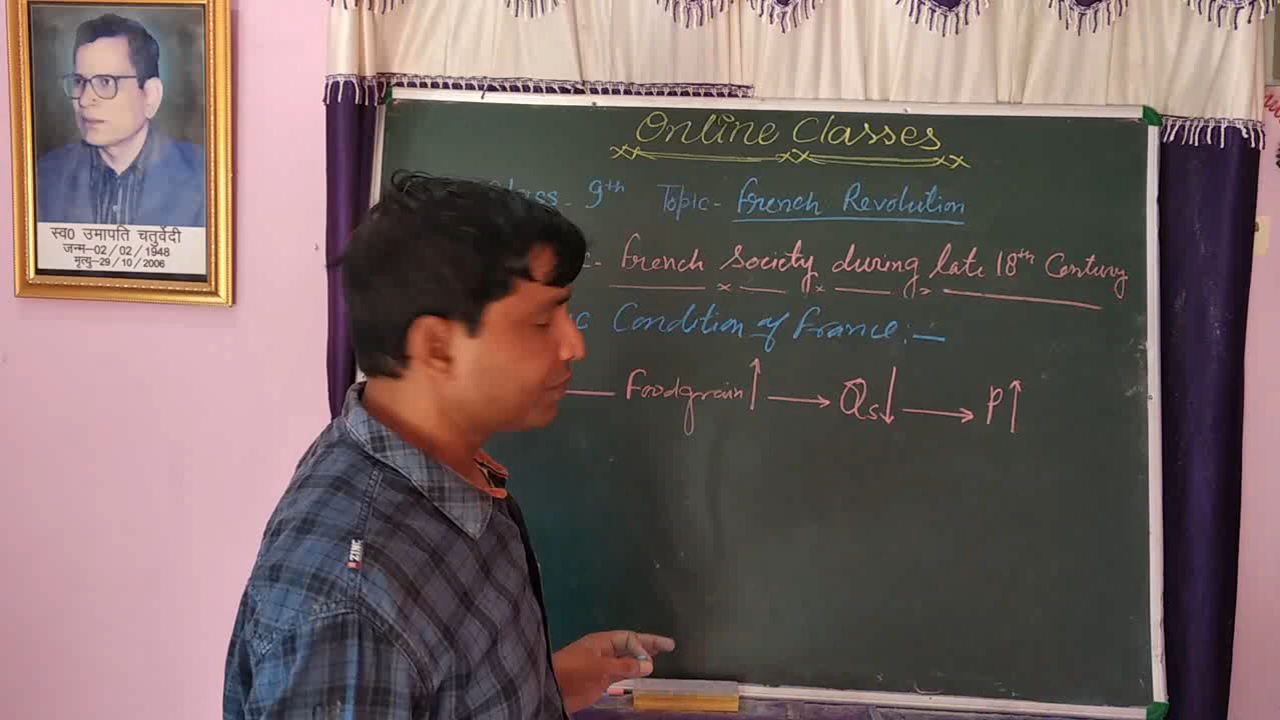 स्व0 उमापति चतुर्वेदी
जन्म–02/02/1948
मृत्यु–29/10/2006
Online Classes
9th Topic- French Revolution
French Society during late 18th Century
Condition of France:-
Foodgrain↑ → Qs↓ → P↑
ZINC